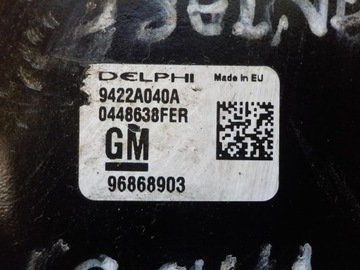 DELPHI Made in EU
9422A040A
0448638FER
GM
96868903